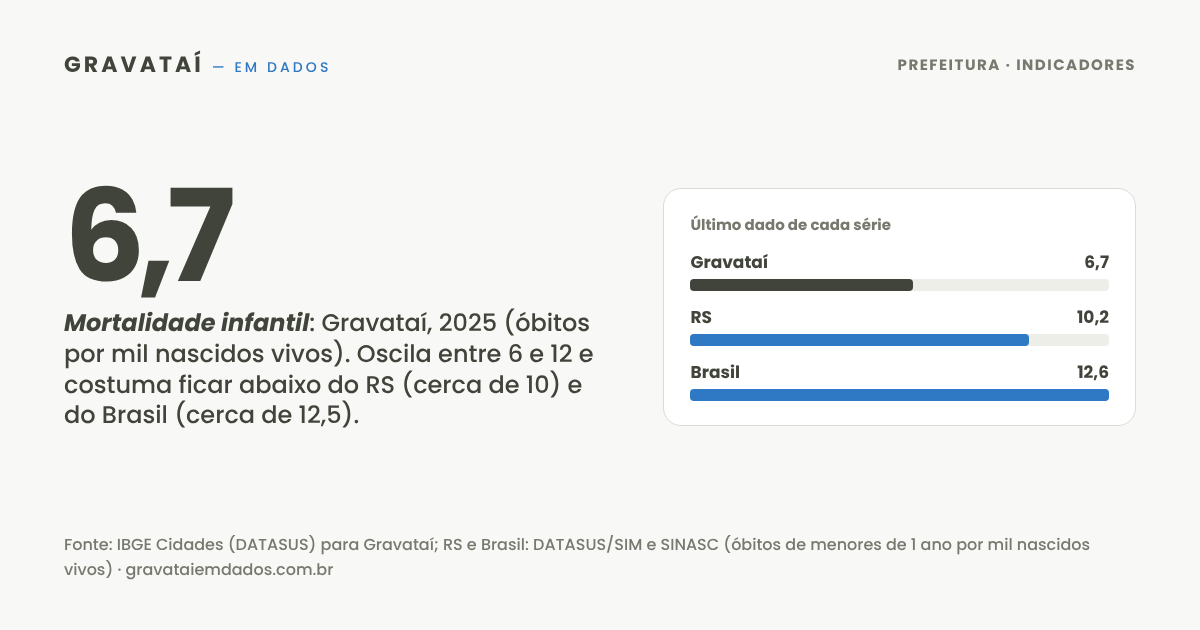 GRAVATAÍ — EM DADOS
PREFEITURA · INDICADORES
6,7
Mortalidade infantil: Gravataí, 2025 (óbitos
por mil nascidos vivos). Oscila entre 6 e 12 e
costuma ficar abaixo do RS (cerca de 10) e
do Brasil (cerca de 12,5).
Último dado de cada série
Gravataí 6,7
RS 10,2
Brasil 12,6
Fonte: IBGE Cidades (DATASUS) para Gravataí; RS e Brasil: DATASUS/SIM e SINASC (óbitos de menores de 1 ano por mil nascidos
vivos) · gravataiemdados.com.br